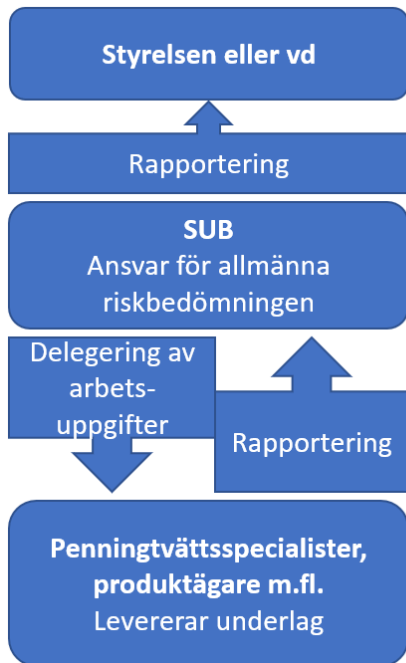 Styrelsen eller vd
Rapportering
SUB
Ansvar för allmänna
riskbedömningen
Delegering av
arbets-
uppgifter
Rapportering
Penningtvättsspecialister,
produktägare m.fl.
Levererar underlag